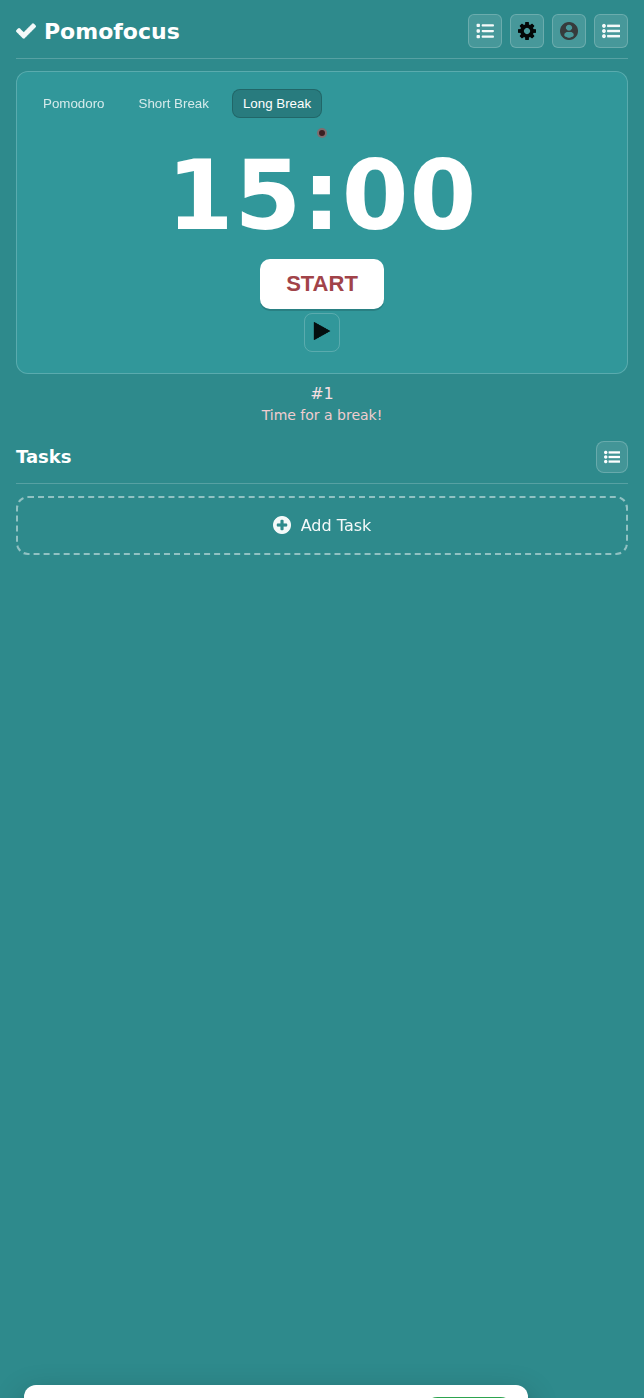 Pomofocus
Pomodoro Short Break Long Break
15:00
START
#1
Time for a break!
Tasks
Add Task